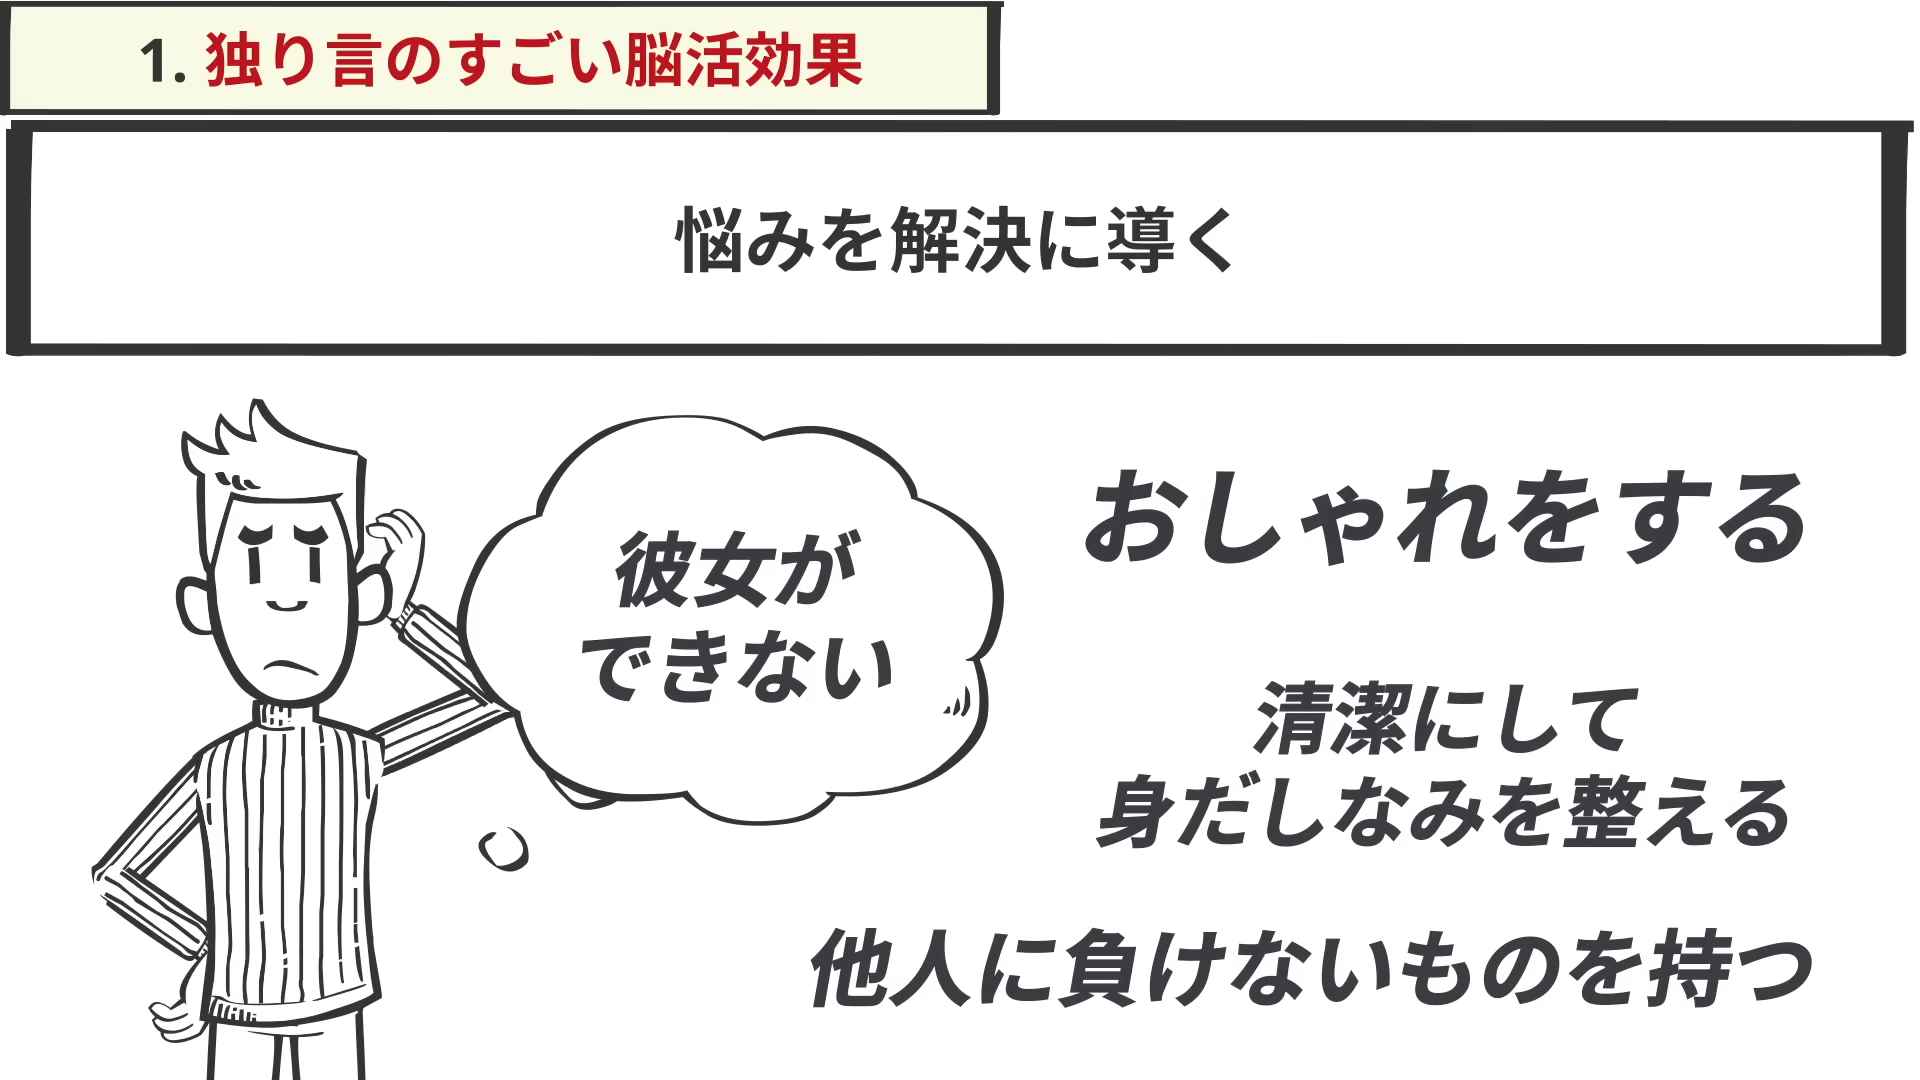 1. 独り言のすごい脳活効果
悩みを解決に導く
彼女が
できない
おしゃれをする
清潔にして
身だしなみを整える
他人に負けないものを持つ